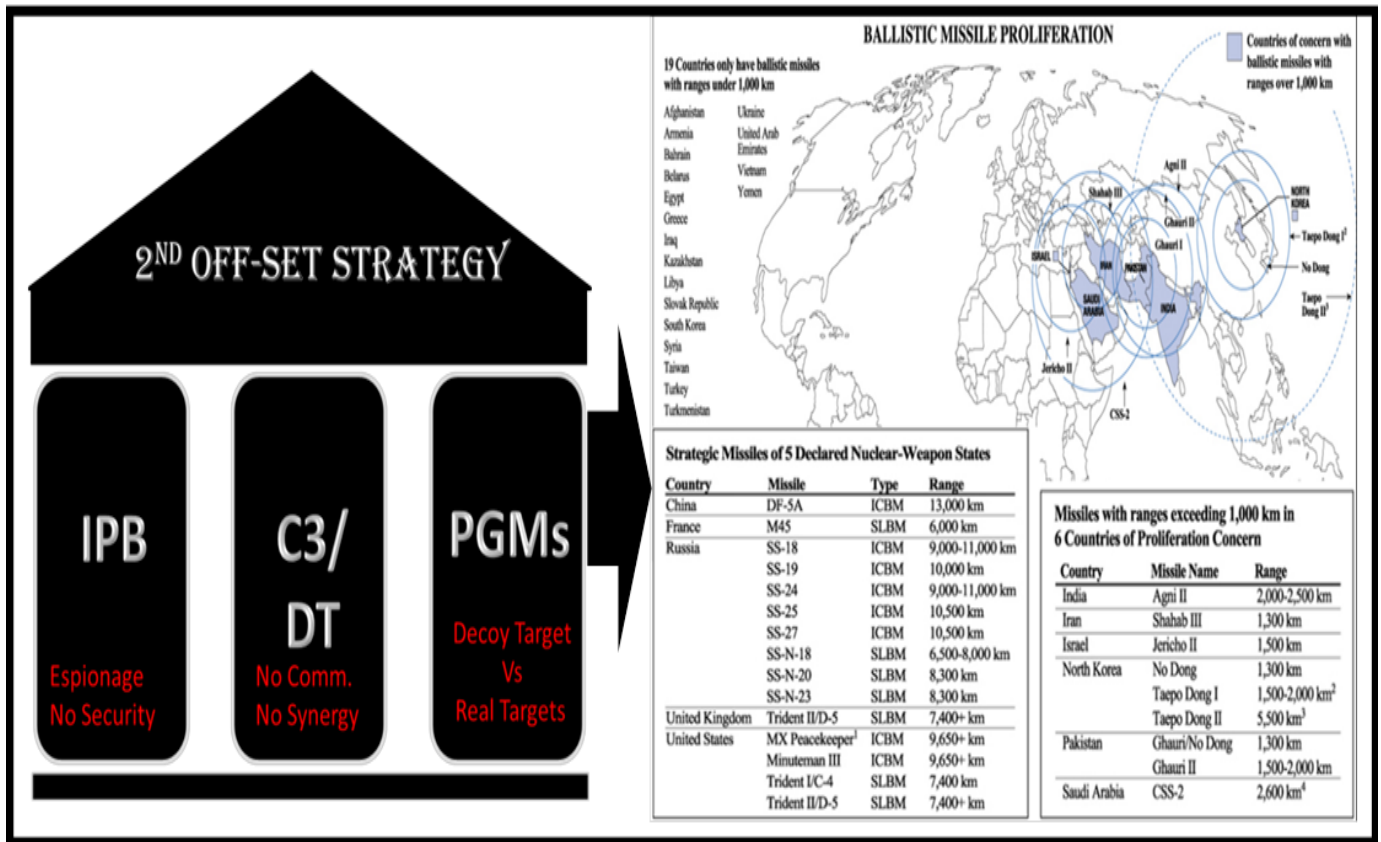 2ND OFF-SET STRATEGY
IPB
Espionage
No Security
C3/
DT
No Comm.
No Synergy
PGMs
Decoy Target
Vs
Real Targets
BALLISTIC MISSILE PROLIFERATION
19 Countries only have ballistic missiles
with ranges under 1,000 km
Afghanistan
Armenia
Bahrain
Belarus
Egypt
Greece
Iraq
Kazakhstan
Libya
Slovak Republic
South Korea
Syria
Taiwan
Turkey
Turkmenistan
Ukraine
United Arab
Emirates
Vietnam
Yemen
Countries of concern with
ballistic missiles with
ranges over 1,000 km
Agni II
Shahab III
NORTH
KOREA
Ghauri II
Taepo Dong I²
Ghauri I
ISRAEL
IRAN
PAKISTAN
No Dong
SAUDI
ARABIA
INDIA
Taepo
Dong II³
Jericho II
CSS-2
Strategic Missiles of 5 Declared Nuclear-Weapon States
Country Missile Type Range
China DF-5A ICBM 13,000 km
France M45 SLBM 6,000 km
Russia SS-18 ICBM 9,000-11,000 km
SS-19 ICBM 10,000 km
SS-24 ICBM 9,000-11,000 km
SS-25 ICBM 10,500 km
SS-27 ICBM 10,500 km
SS-N-18 SLBM 6,500-8,000 km
SS-N-20 SLBM 8,300 km
SS-N-23 SLBM 8,300 km
United Kingdom Trident II/D-5 SLBM 7,400+ km
United States MX Peacekeeper¹ ICBM 9,650+ km
Minuteman III ICBM 9,650+ km
Trident I/C-4 SLBM 7,400 km
Trident II/D-5 SLBM 7,400+ km
Missiles with ranges exceeding 1,000 km in
6 Countries of Proliferation Concern
Country Missile Name Range
India Agni II 2,000-2,500 km
Iran Shahab III 1,300 km
Israel Jericho II 1,500 km
North Korea No Dong 1,300 km
Taepo Dong I 1,500-2,000 km²
Taepo Dong II 5,500 km³
Pakistan Ghauri/No Dong 1,300 km
Ghauri II 1,500-2,000 km
Saudi Arabia CSS-2 2,600 km⁴